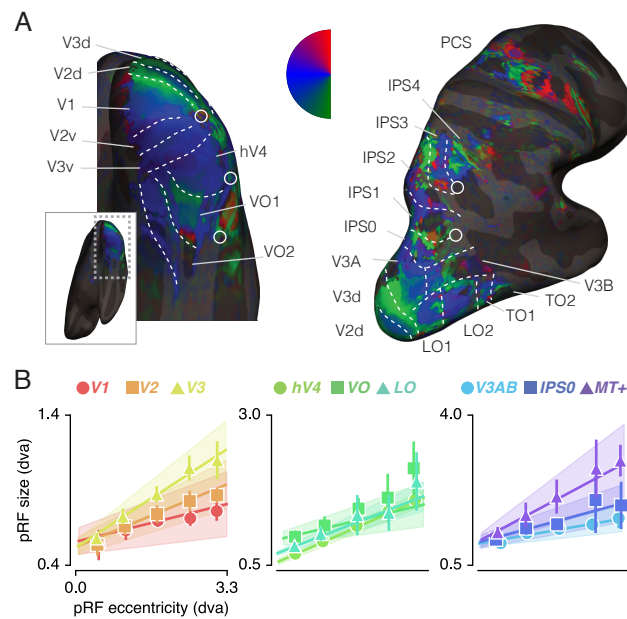 A
V3d
V2d
V1
V2v
V3v
hV4
VO1
VO2
PCS
IPS4
IPS3
IPS2
IPS1
IPS0
V3A
V3d
V2d
LO1
LO2
TO1
TO2
V3B
B
V1 V2 V3
hV4 VO LO
V3AB IPS0 MT+
1.4
0.4
pRF size (dva)
0.0 3.3
pRF eccentricity (dva)
3.0
0.5
4.0
0.5